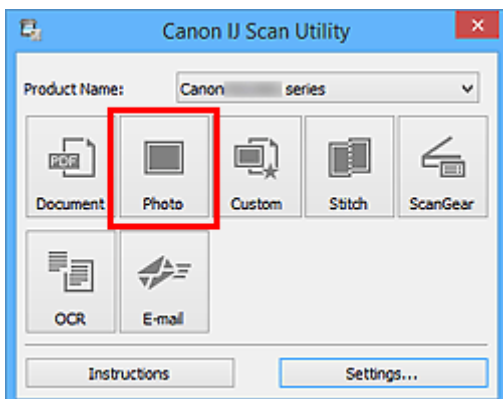 Canon IJ Scan Utility
Product Name: Canon series
PDF
Document Photo Custom Stitch ScanGear
OCR E-mail
Instructions Settings...